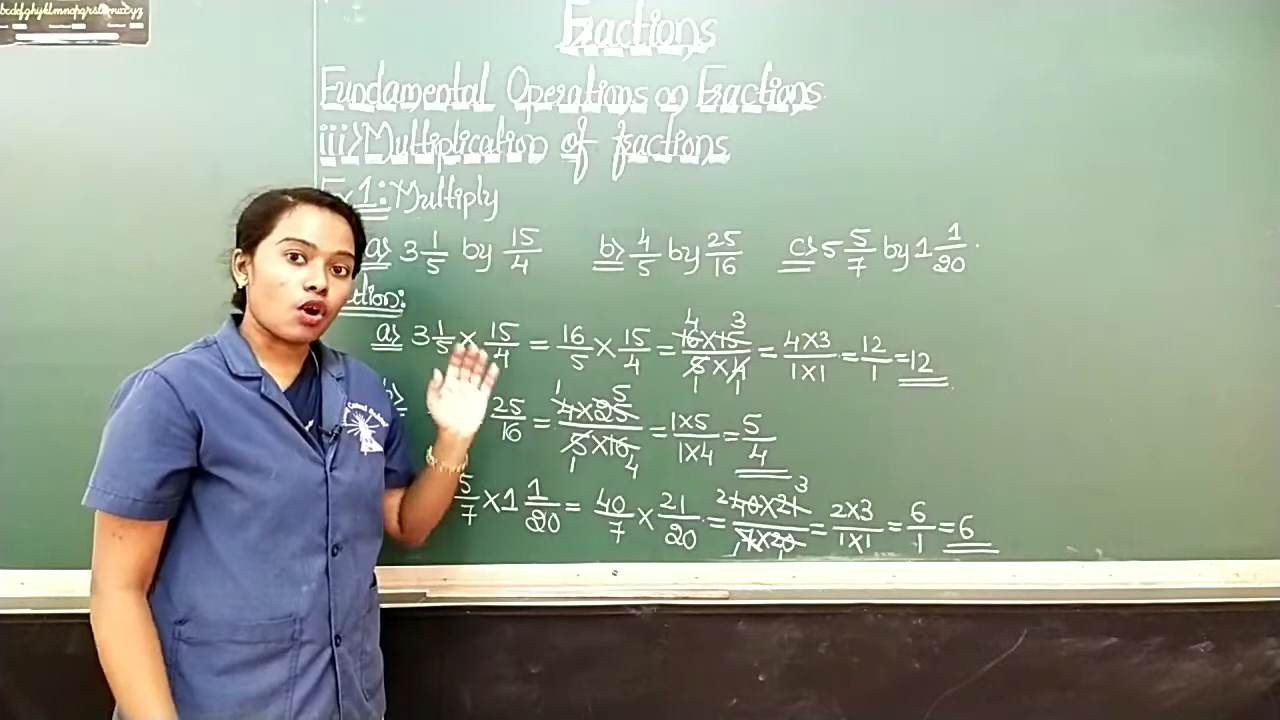 abcdefghyklmnopqrstuvwxyz
Fractions
Fundamental Operations on Fractions
iii) Multiplication of fractions
Ex.1: Multiply
a) 3 1/5 by 15/4 b) 4/5 by 25/16 c) 5 5/7 by 1 1/20
a) 3 1/5 × 15/4 = 16/5 × 15/4 = 16×15/5×4 = 4×3/1×1 = 12/1 = 12
b) 25/16 = 4×25/5×16 = 1×5/1×4 = 5/4
5/7 × 1 1/20 = 40/7 × 21/20 = 40×21/7×20 = 2×3/1×1 = 6/1 = 6